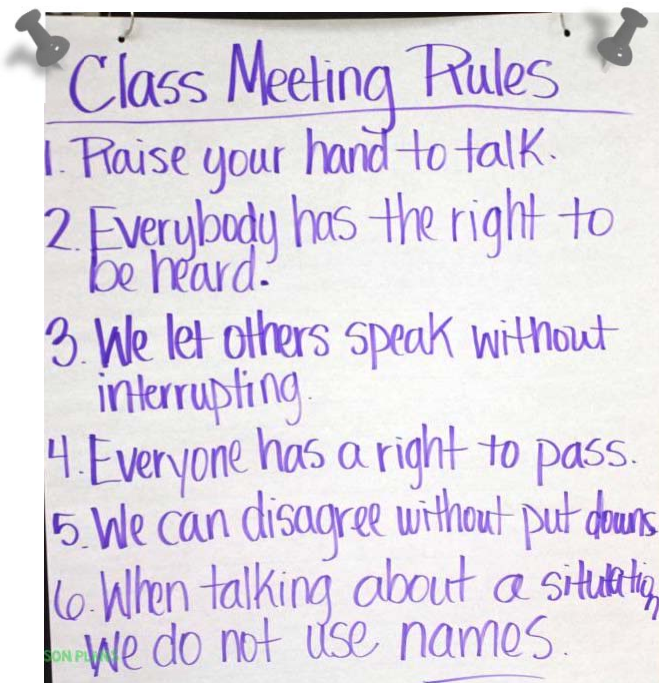 Class Meeting Rules
1. Raise your hand to talk.
2. Everybody has the right to
be heard.
3. We let others speak without
interrupting.
4. Everyone has a right to pass.
5. We can disagree without put downs.
6. When talking about a situation
we do not use names.
SON PLANS